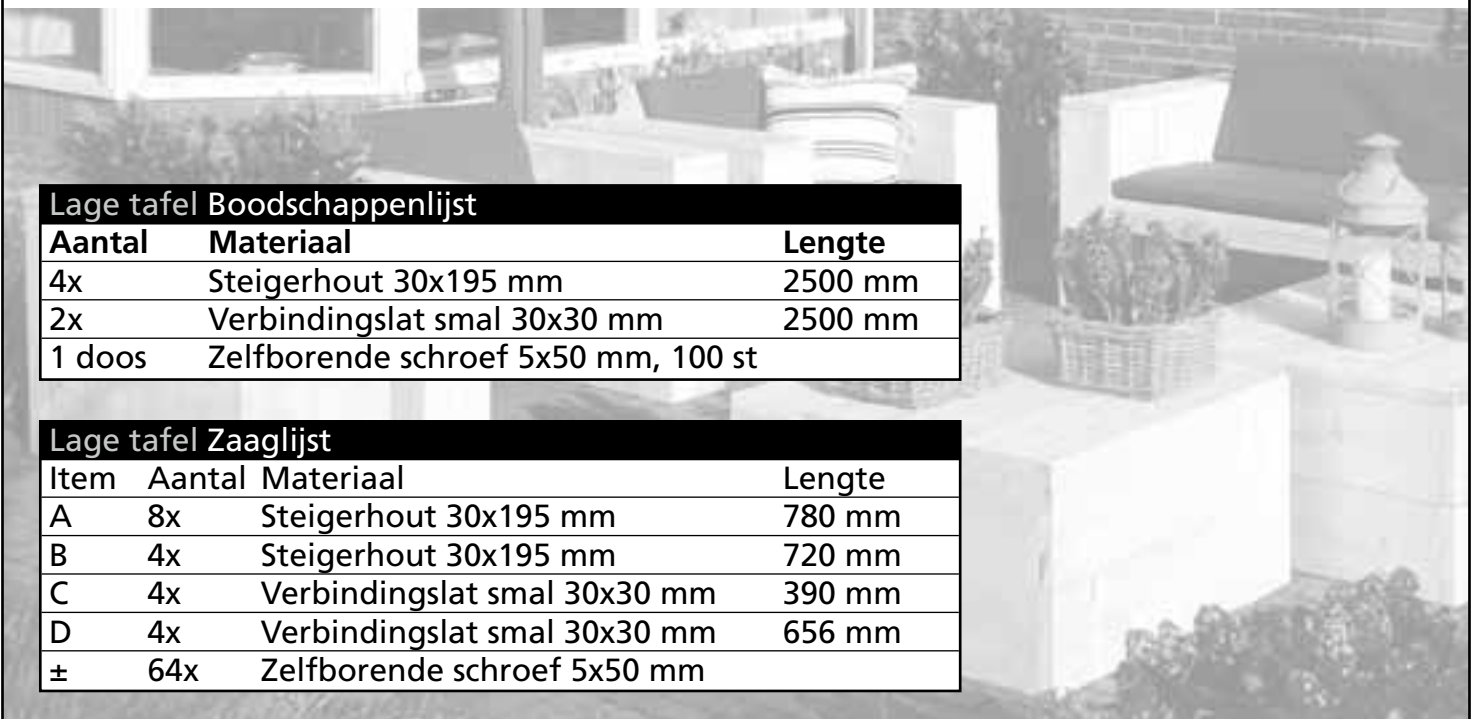 Lage tafel Boodschappenlijst
Aantal Materiaal Lengte
4x Steigerhout 30x195 mm 2500 mm
2x Verbindingslat smal 30x30 mm 2500 mm
1 doos Zelfborende schroef 5x50 mm, 100 st
Lage tafel Zaaglijst
Item Aantal Materiaal Lengte
A 8x Steigerhout 30x195 mm 780 mm
B 4x Steigerhout 30x195 mm 720 mm
C 4x Verbindingslat smal 30x30 mm 390 mm
D 4x Verbindingslat smal 30x30 mm 656 mm
± 64x Zelfborende schroef 5x50 mm